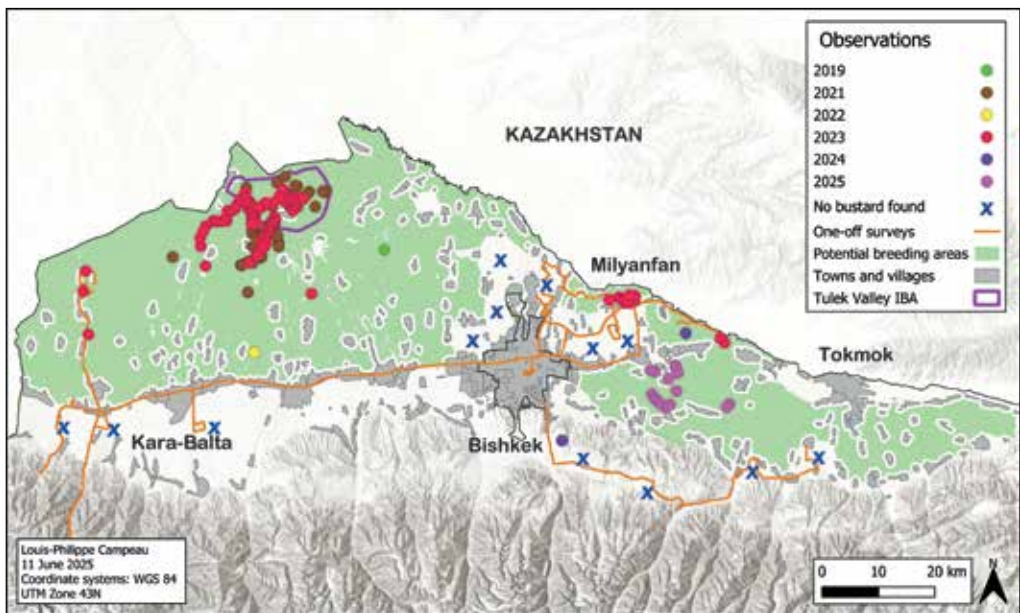 Observations
2019
2021
2022
2023
2024
2025
X No bustard found
One-off surveys
Potential breeding areas
Towns and villages
Tulek Valley IBA
KAZAKHSTAN
X
Milyanfan
X
X
X
X
X
Tokmok
X
X
X
Kara-Balta
Bishkek
X
X
X
X
Louis-Philippe Campeau
11 June 2025
Coordinate systems: WGS 84
UTM Zone 43N
0 10 20 km
N